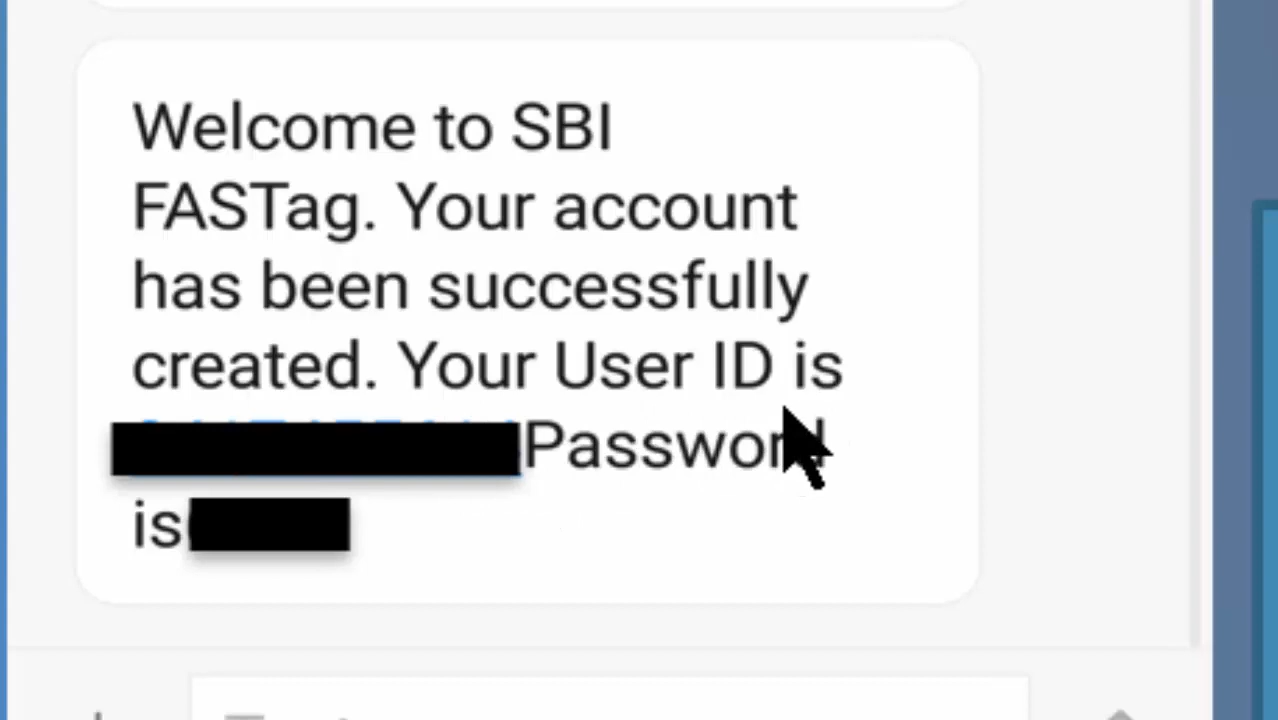 Welcome to SBI
FASTag. Your account
has been successfully
created. Your User ID is
Password
is